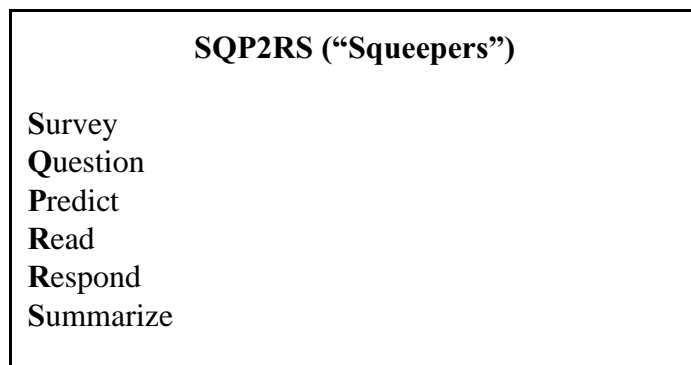 SQP2RS (“Squeepers”)
Survey
Question
Predict
Read
Respond
Summarize